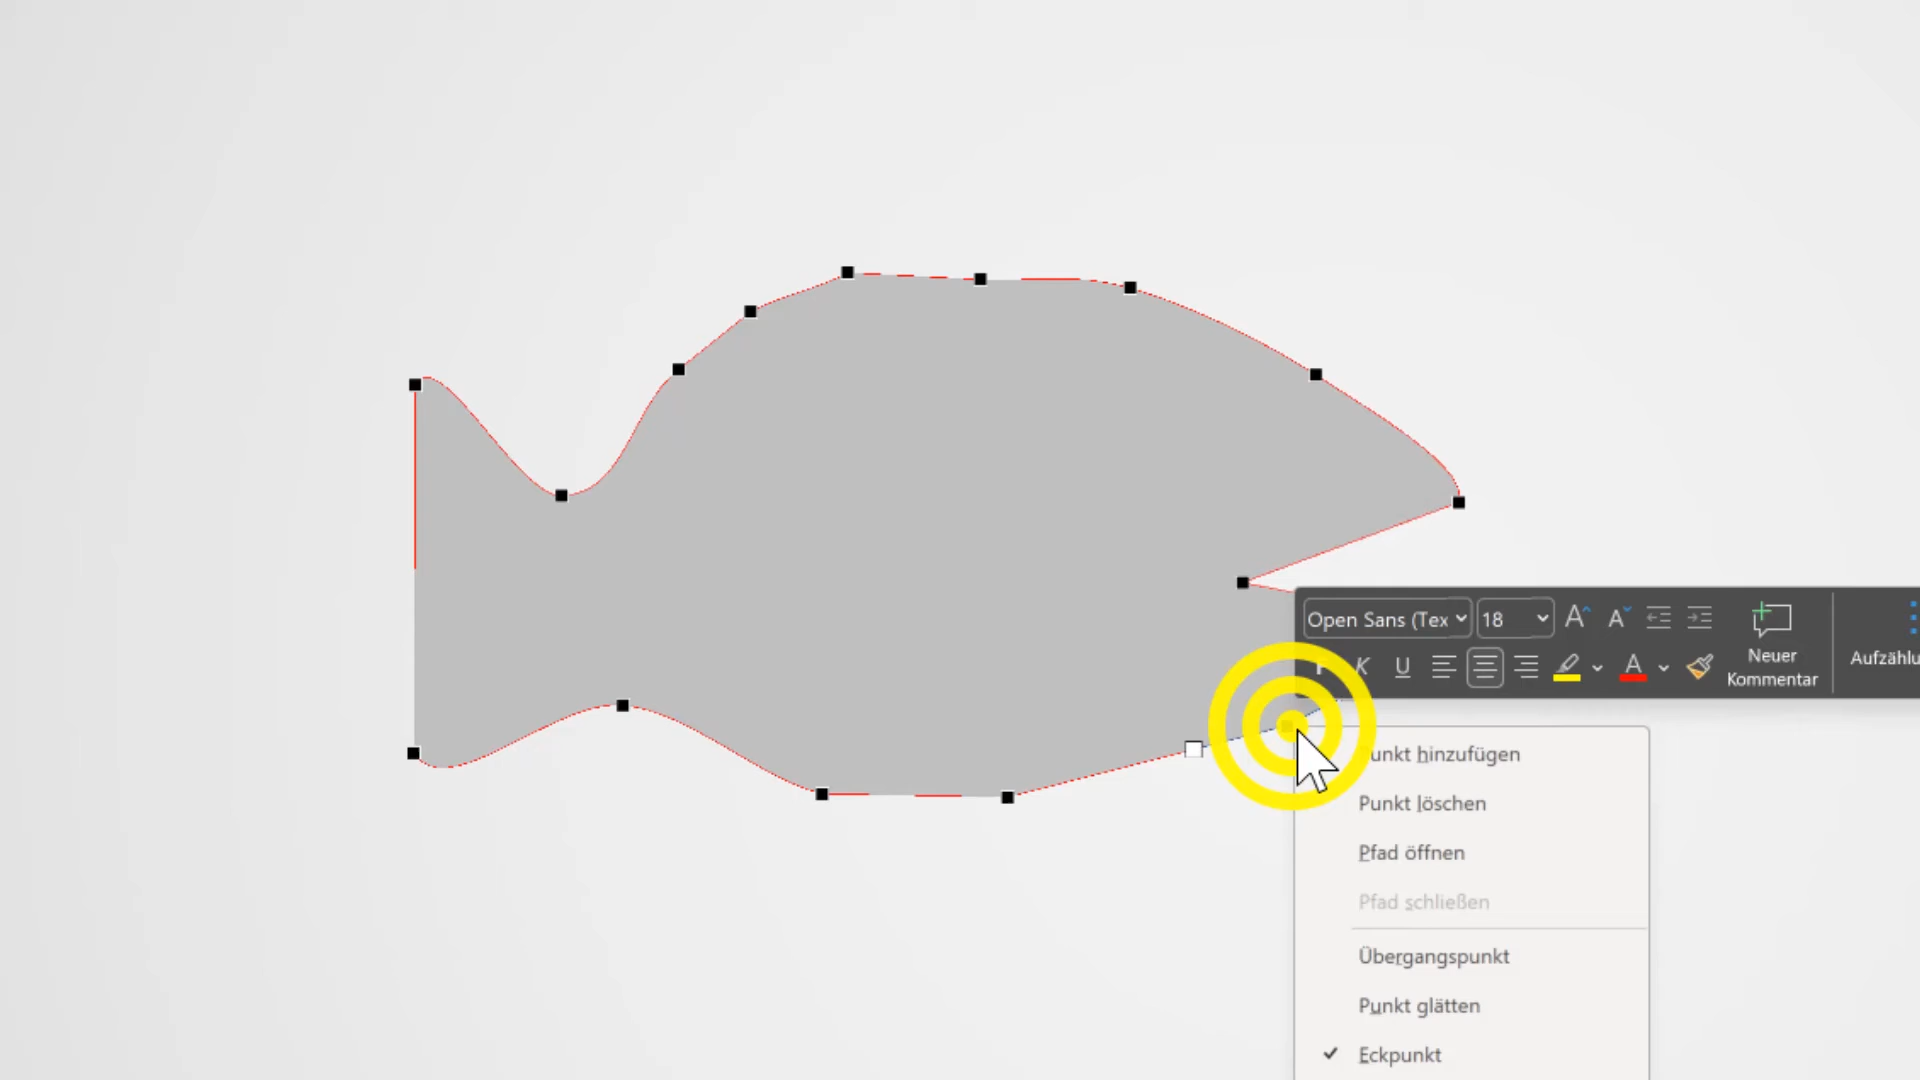 Open Sans (Tex 18
Neuer
Kommentar
Aufzählu
K U A
unkt hinzufügen
Punkt löschen
Pfad öffnen
Pfad schließen
Übergangspunkt
Punkt glätten
Eckpunkt